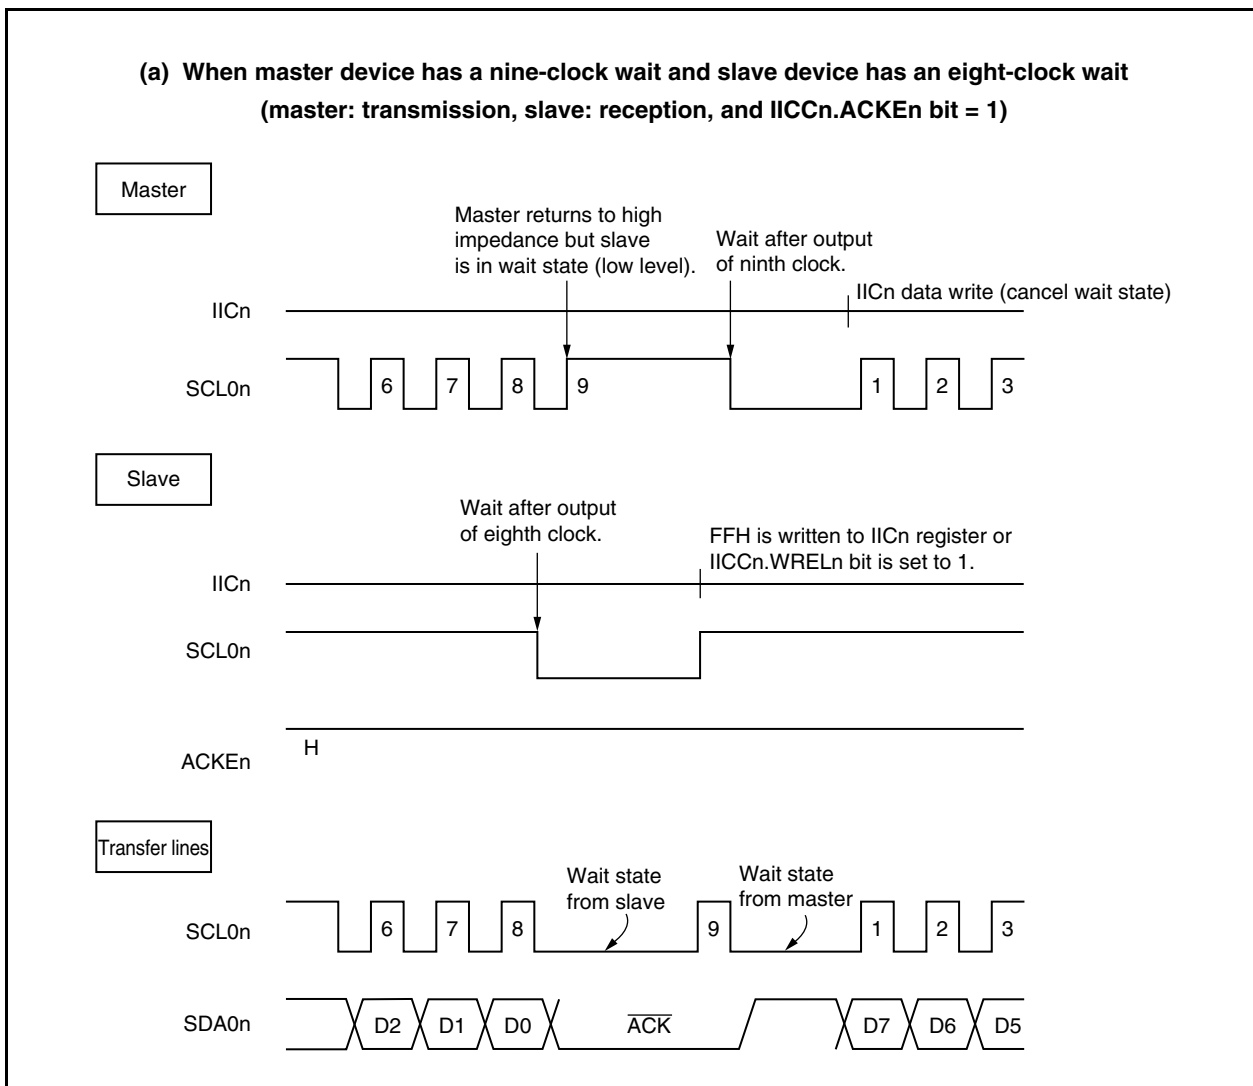 (a) When master device has a nine-clock wait and slave device has an eight-clock wait
(master: transmission, slave: reception, and IICCn.ACKEn bit = 1)
Master
Master returns to high
impedance but slave
is in wait state (low level).
Wait after output
of ninth clock.
IICn data write (cancel wait state)
IICn
SCL0n
6 7 8 9 1 2 3
Slave
Wait after output
of eighth clock.
FFH is written to IICn register or
IICCn.WRELn bit is set to 1.
IICn
SCL0n
H
ACKEn
Transfer lines
Wait state
from slave
Wait state
from master
SCL0n
6 7 8 9 1 2 3
SDA0n
D2 D1 D0 A̅C̅K̅ D7 D6 D5